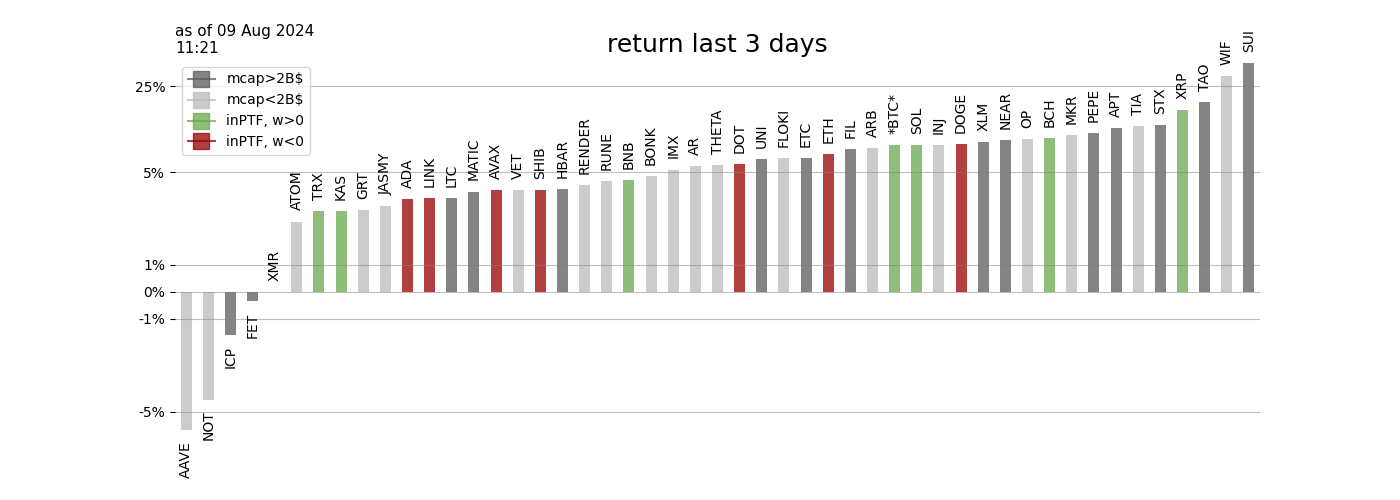 as of 09 Aug 2024
11:21
return last 3 days
mcap>2B$
mcap<2B$
inPTF, w>0
inPTF, w<0
25%
5%
1%
0%
-1%
-5%
AAVE
NOT
ICP
FET
XMR
ATOM
TRX
KAS
GRT
JASMY
ADA
LINK
LTC
MATIC
AVAX
VET
SHIB
HBAR
RENDER
RUNE
BNB
BONK
IMX
AR
THETA
DOT
UNI
FLOKI
ETC
ETH
FIL
ARB
*BTC*
SOL
INJ
DOGE
XLM
NEAR
OP
BCH
MKR
PEPE
APT
TIA
STX
XRP
TAO
WIF
SUI